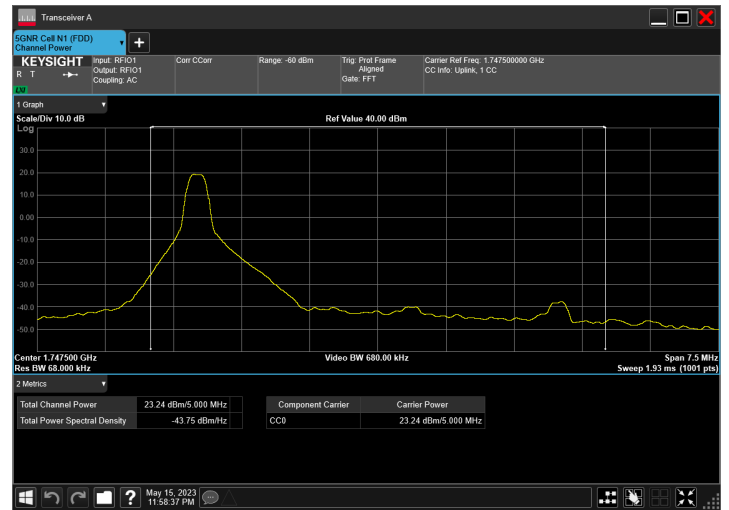 Transceiver A
5GNR Cell N1 (FDD)
Channel Power
KEYSIGHT
R T
LXI
Input: RFIO1
Output: RFIO1
Coupling: AC
Corr CCorr
Range: -60 dBm
Trig: Prot Frame
Aligned
Gate: FFT
Carrier Ref Freq: 1.747500000 GHz
CC Info: Uplink, 1 CC
1 Graph
Scale/Div 10.0 dB
Ref Value 40.00 dBm
Log
30.0
20.0
10.0
0.00
-10.0
-20.0
-30.0
-40.0
-50.0
Center 1.747500 GHz
Video BW 680.00 kHz
Span 7.5 MHz
Res BW 68.000 kHz
Sweep 1.93 ms (1001 pts)
2 Metrics
Total Channel Power 23.24 dBm/5.000 MHz
Total Power Spectral Density -43.75 dBm/Hz
Component Carrier Carrier Power
CC0 23.24 dBm/5.000 MHz
?
May 15, 2023
11:58:37 PM